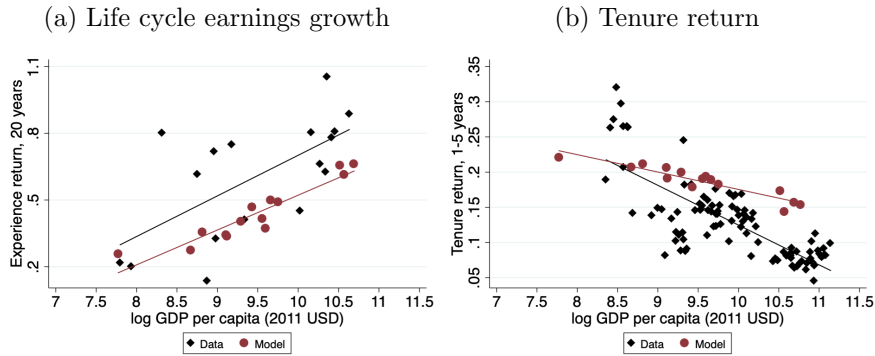 (a) Life cycle earnings growth
Experience return, 20 years
1.1
.8
.5
.2
7 7.5 8 8.5 9 9.5 10 10.5 11 11.5
log GDP per capita (2011 USD)
Data Model
(b) Tenure return
Tenure return, 1-5 years
.35
.3
.25
.2
.15
.1
.05
7 7.5 8 8.5 9 9.5 10 10.5 11 11.5
log GDP per capita (2011 USD)
Data Model